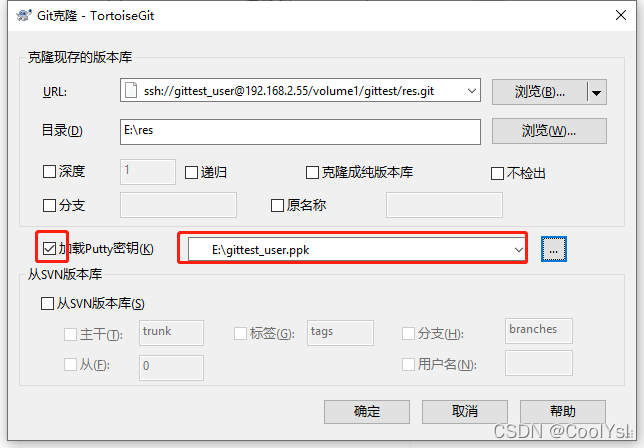 Git克隆 - TortoiseGit
克隆现存的版本库
URL: ssh://gittest_user@192.168.2.55/volume1/gittest/res.git 浏览(B)...
目录(D) E:\res 浏览(W)...
深度 1 递归 克隆成纯版本库 不检出
分支 原名称
加载Putty密钥(K) E:\gittest_user.ppk ...
从SVN版本库
从SVN版本库(S)
主干(T): trunk 标签(G): tags 分支(H): branches
从(F): 0 用户名(N):
确定 取消 帮助
CSDN @CoolYsl